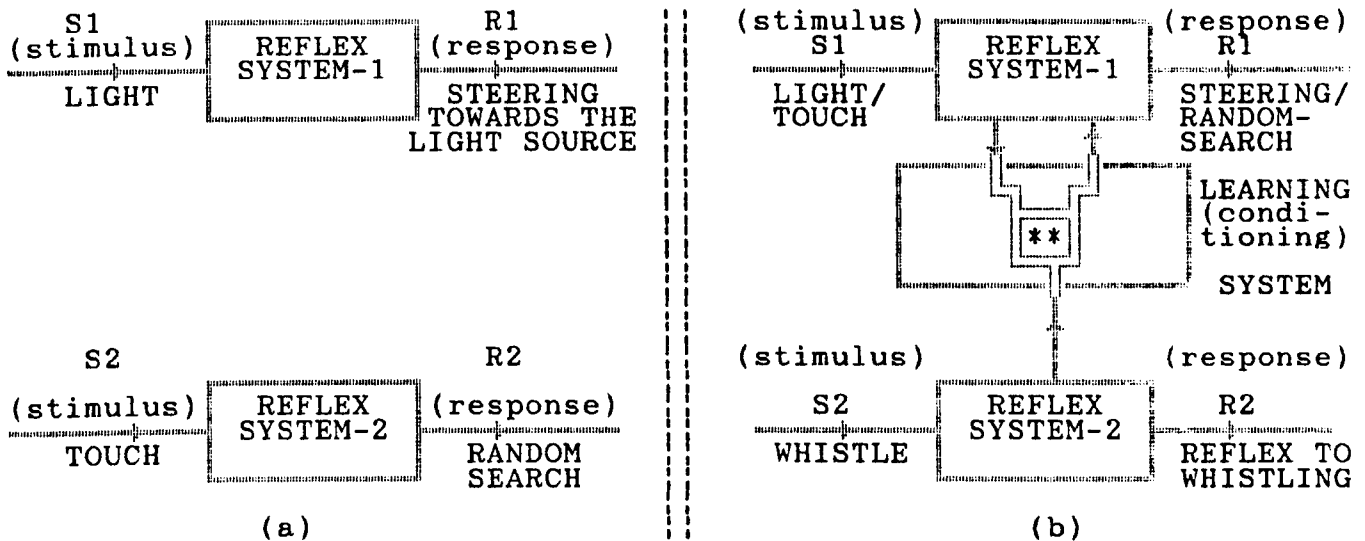 S1
(stimulus)
LIGHT
REFLEX
SYSTEM-1
R1
(response)
STEERING
TOWARDS THE
LIGHT SOURCE
S2
(stimulus)
TOUCH
REFLEX
SYSTEM-2
R2
(response)
RANDOM
SEARCH
(a)
(stimulus)
S1
LIGHT/
TOUCH
REFLEX
SYSTEM-1
(response)
R1
STEERING/
RANDOM-
SEARCH
**
LEARNING
(condi-
tioning)
SYSTEM
(stimulus)
S2
WHISTLE
REFLEX
SYSTEM-2
(response)
R2
REFLEX TO
WHISTLING
(b)